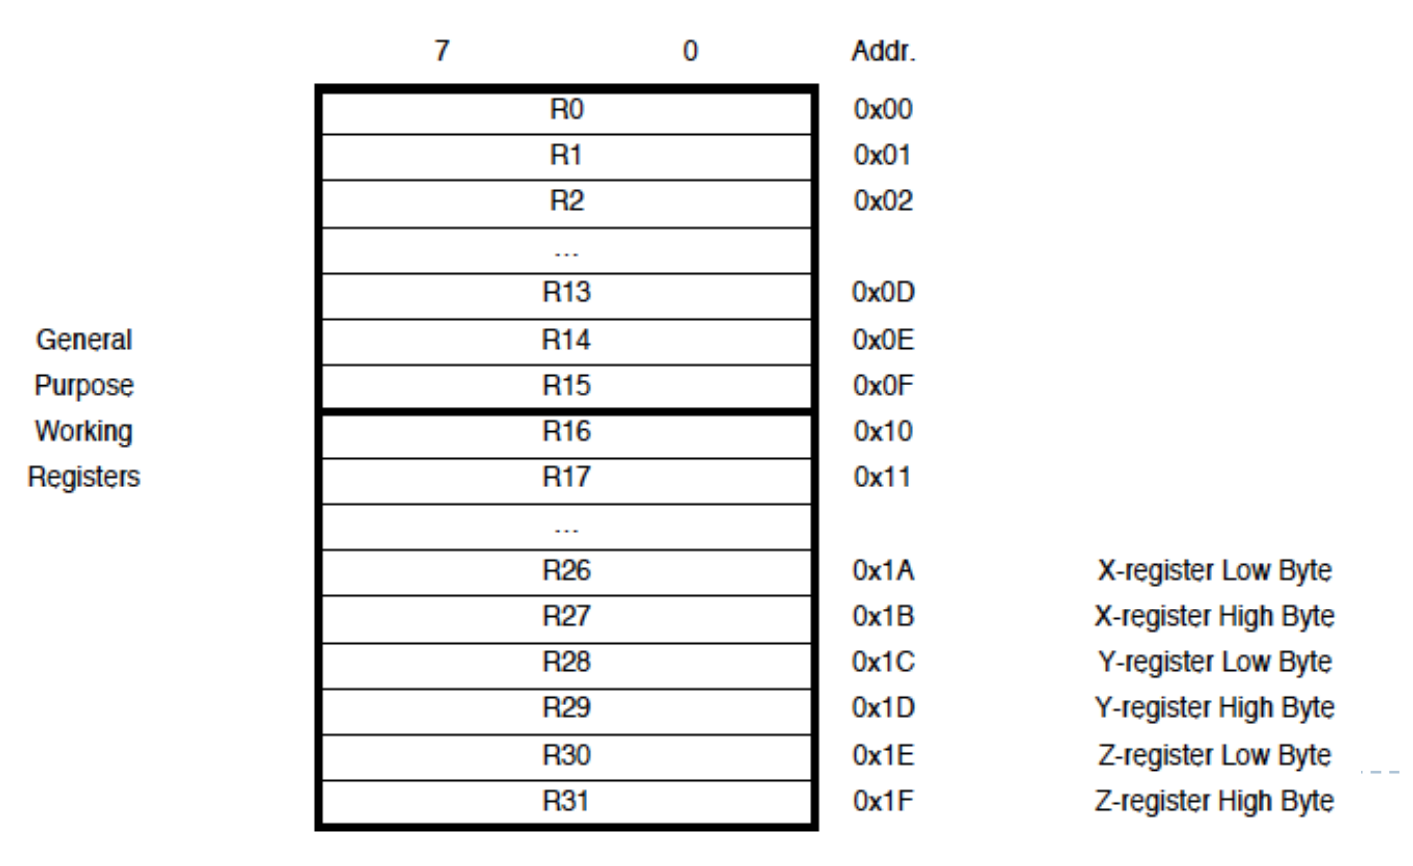 7 0 Addr.
R0 0x00
R1 0x01
R2 0x02
...
R13 0x0D
General R14 0x0E
Purpose R15 0x0F
Working R16 0x10
Registers R17 0x11
...
R26 0x1A X-register Low Byte
R27 0x1B X-register High Byte
R28 0x1C Y-register Low Byte
R29 0x1D Y-register High Byte
R30 0x1E Z-register Low Byte
R31 0x1F Z-register High Byte